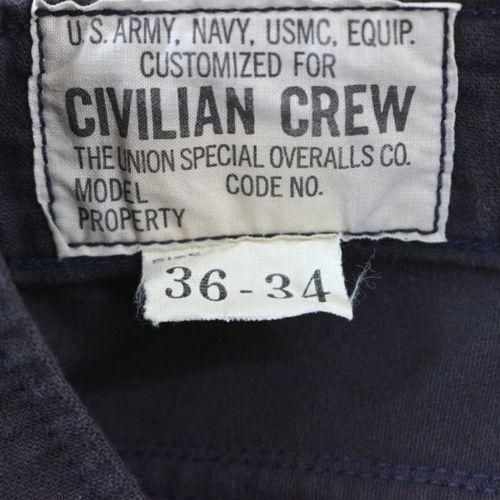 U.S. ARMY, NAVY, USMC, EQUIP.
CUSTOMIZED FOR
CIVILIAN CREW
THE UNION SPECIAL OVERALLS CO.
MODEL CODE NO.
PROPERTY
36-34